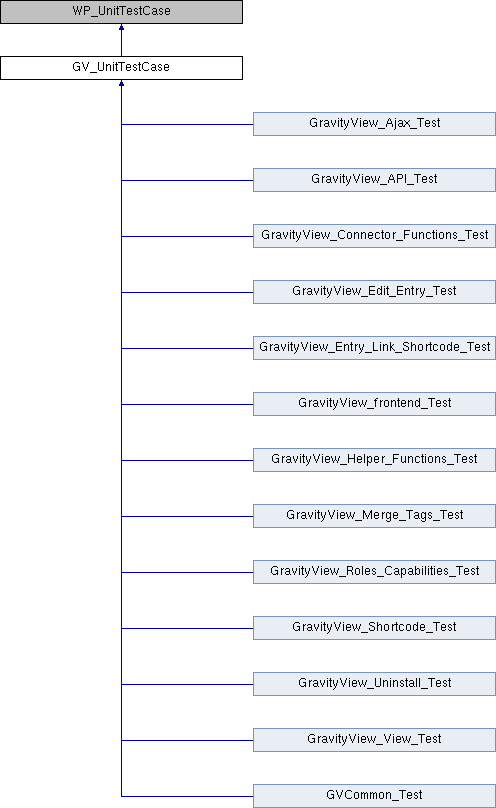 WP_UnitTestCase
GV_UnitTestCase
GravityView_Ajax_Test
GravityView_API_Test
GravityView_Connector_Functions_Test
GravityView_Edit_Entry_Test
GravityView_Entry_Link_Shortcode_Test
GravityView_frontend_Test
GravityView_Helper_Functions_Test
GravityView_Merge_Tags_Test
GravityView_Roles_Capabilities_Test
GravityView_Shortcode_Test
GravityView_Uninstall_Test
GravityView_View_Test
GVCommon_Test